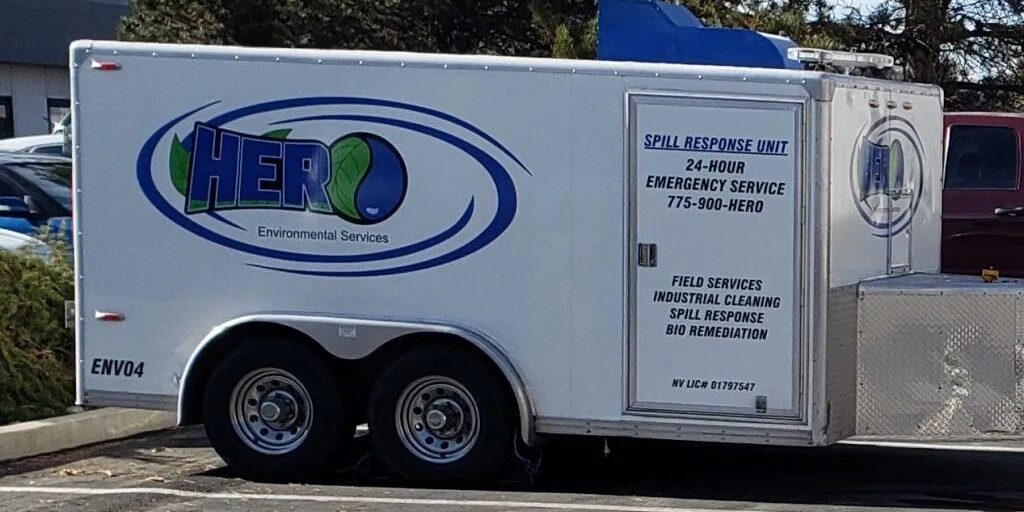 HERO
Environmental Services
ENV04
SPILL RESPONSE UNIT
24-HOUR
EMERGENCY SERVICE
775-900-HERO
FIELD SERVICES
INDUSTRIAL CLEANING
SPILL RESPONSE
BIO REMEDIATION
NV LIC# 01797547
HERO